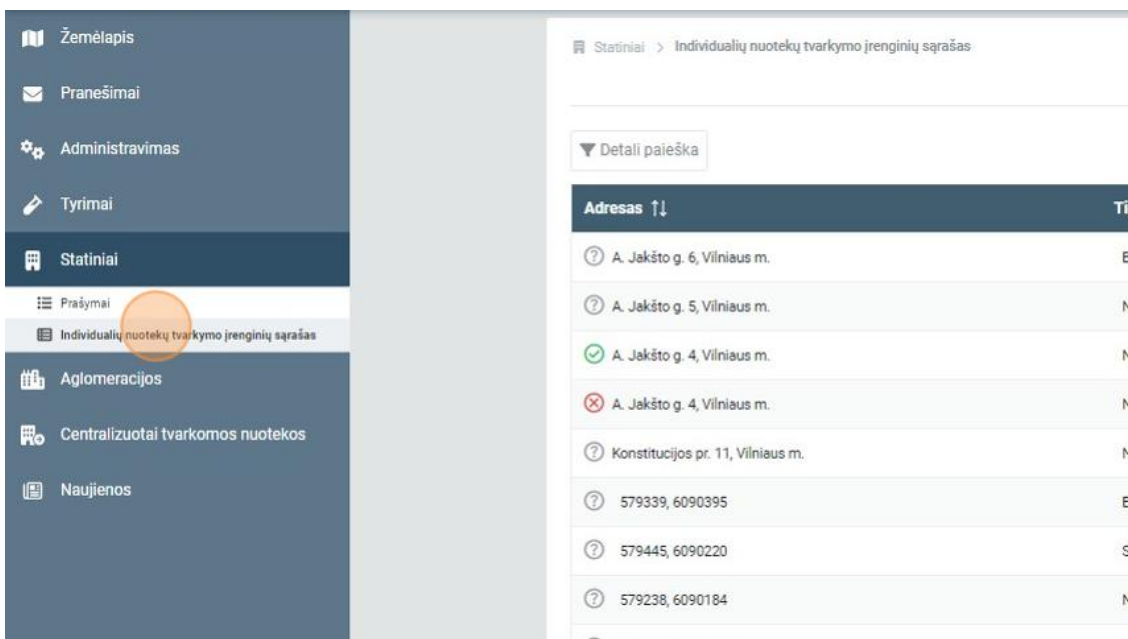 Žemėlapis
Pranešimai
Administravimas
Tyrimai
Statiniai
Prašymai
Individualių nuotekų tvarkymo įrenginių sąrašas
Aglomeracijos
Centralizuotai tvarkomos nuotekos
Naujienos
Statiniai > Individualių nuotekų tvarkymo įrenginių sąrašas
Detali paieška
Adresas ↑↓ Ti
A. Jakšto g. 6, Vilniaus m. E
A. Jakšto g. 5, Vilniaus m. N
A. Jakšto g. 4, Vilniaus m. N
A. Jakšto g. 4, Vilniaus m. N
Konstitucijos pr. 11, Vilniaus m. N
579339, 6090395 E
579445, 6090220 S
579238, 6090184 N